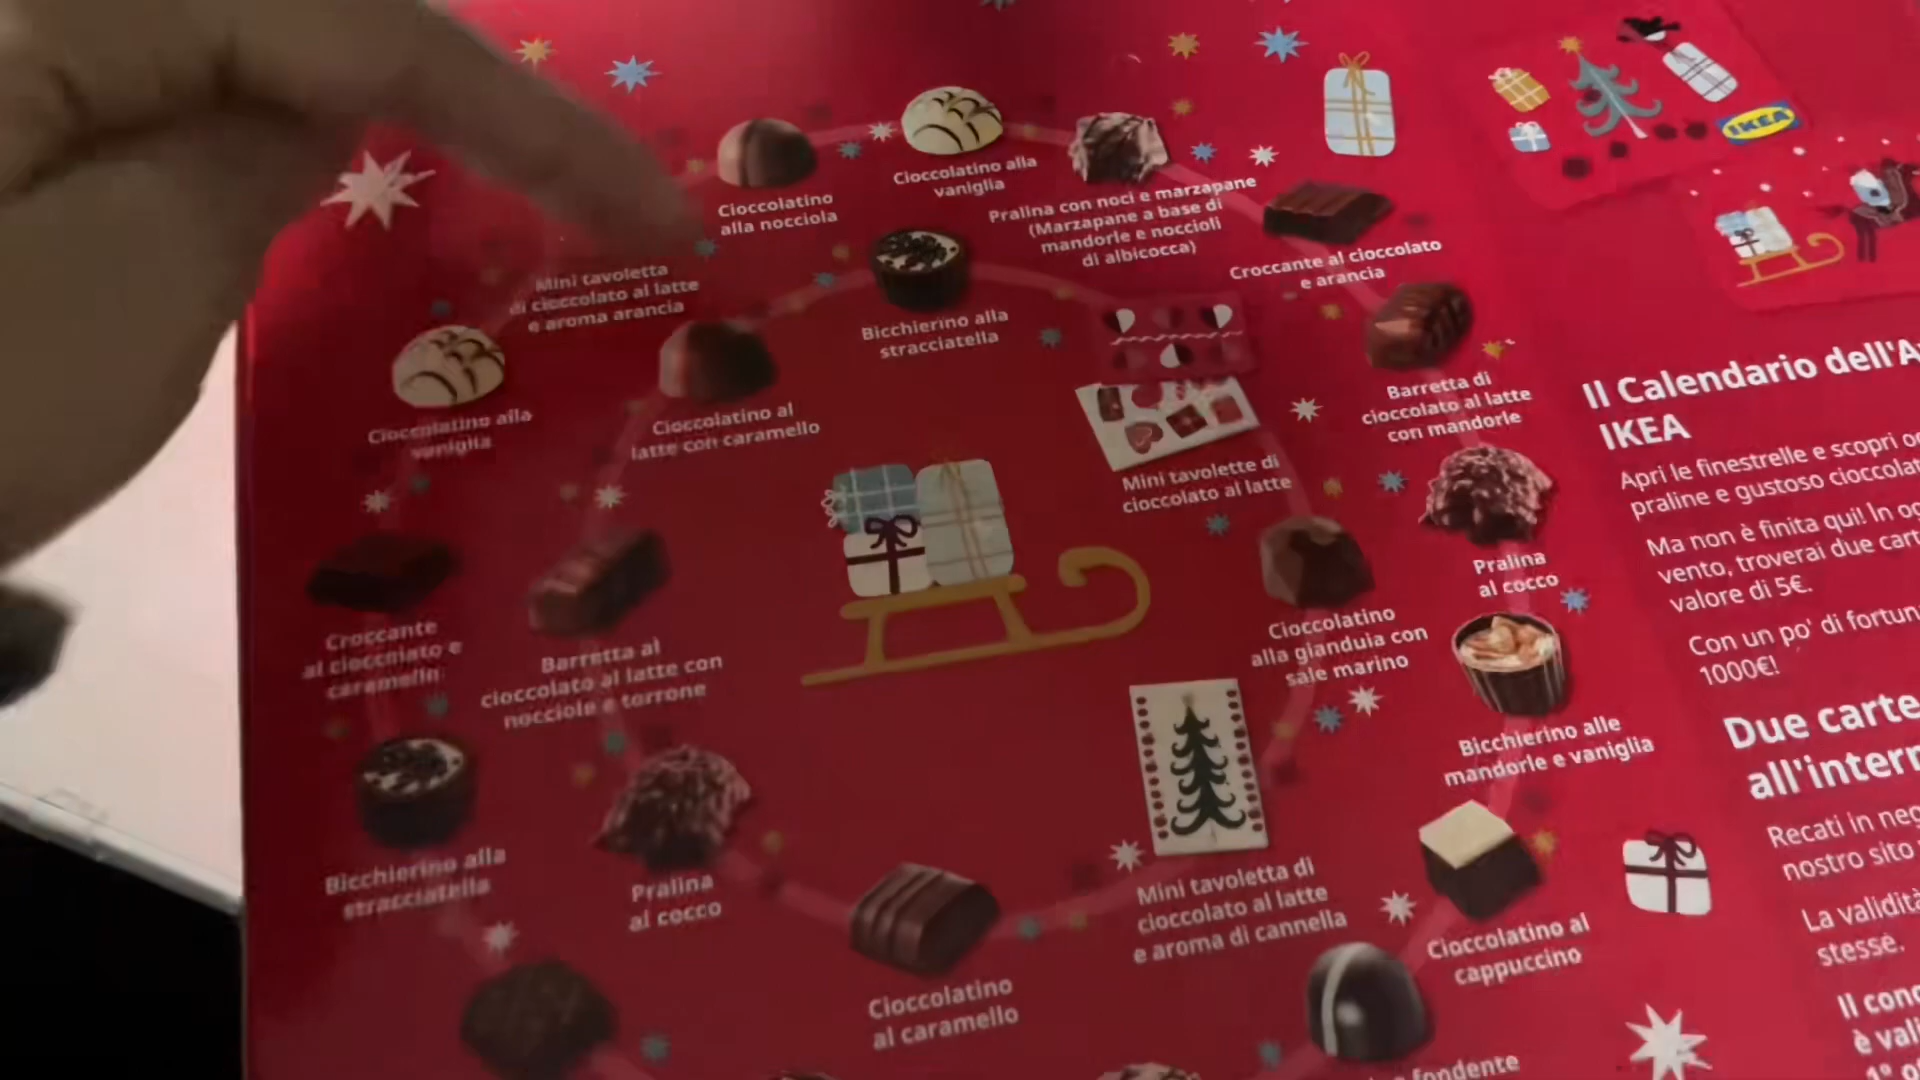 IKEA
Cioccolatino alla
vaniglia
Cioccolatino
alla nocciola
Pralina con noci e marzapane
(Marzapane a base di
mandorle e noccioli
di albicocca)
Croccante al cioccolato
e arancia
Mini tavoletta
di cioccolato al latte
e aroma arancia
Bicchierino alla
stracciatella
Barretta di
cioccolato al latte
con mandorle
Cioccolatino alla
vaniglia
Cioccolatino al
latte con caramello
Mini tavolette di
cioccolato al latte
Pralina
al cocco
Croccante
al cioccolato e
caramello
Barretta al
cioccolato al latte con
nocciole e torrone
Cioccolatino
alla gianduia con
sale marino
Bicchierino alle
mandorle e vaniglia
Bicchierino alla
stracciatella
Pralina
al cocco
Mini tavoletta di
cioccolato al latte
e aroma di cannella
Cioccolatino al
cappuccino
Cioccolatino
al caramello
fondente
Il Calendario dell'A
IKEA
Apri le finestrelle e scopri
praline e gustoso cioccolat
Ma non è finita qui! In
vento, troverai due cart
valore di 5€.
Con un po' di fortun
1000€!
Due carte
all'intern
Recati in neg
nostro sito
La validità
stesse.
Il conc
è vali
1°